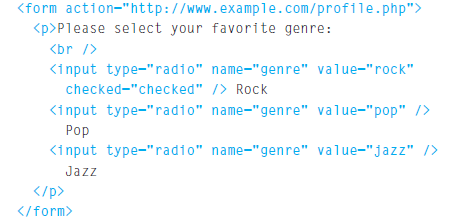 <form action="http://www.example.com/profile.php">
<p>Please select your favorite genre:
<br />
<input type="radio" name="genre" value="rock"
checked="checked" /> Rock
<input type="radio" name="genre" value="pop" />
Pop
<input type="radio" name="genre" value="jazz" />
Jazz
</p>
</form>